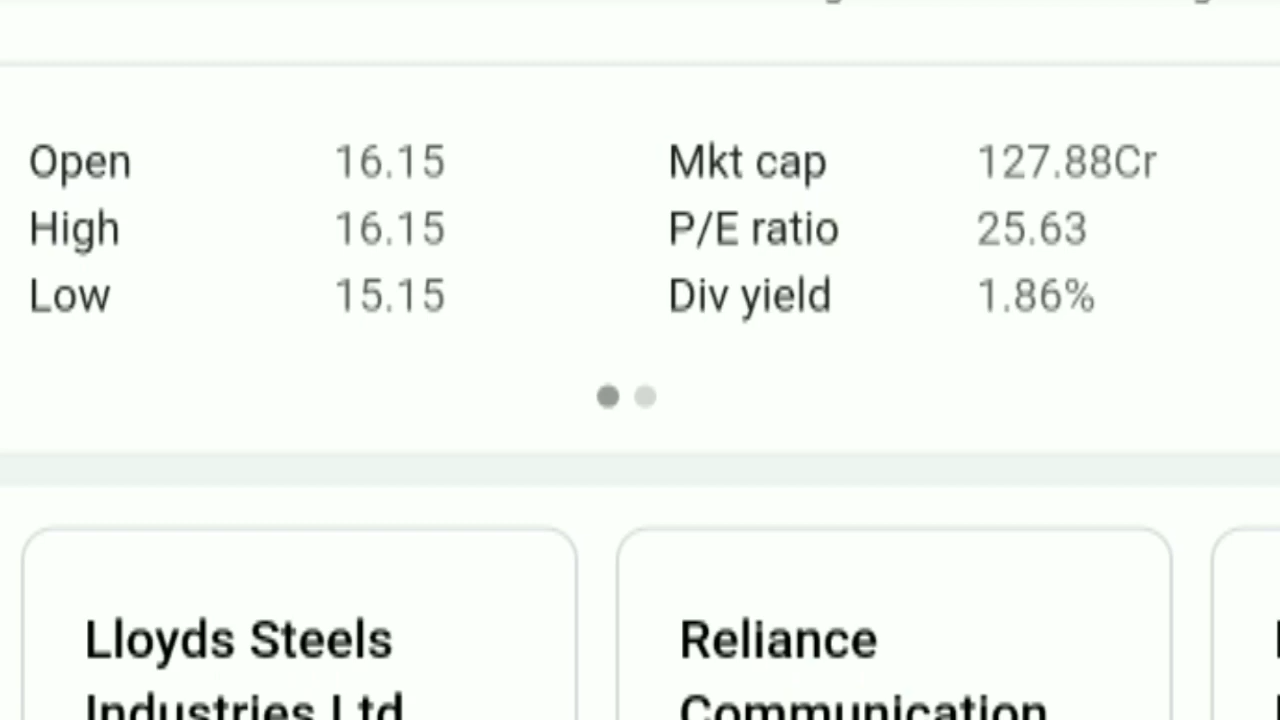 Open 16.15 Mkt cap 127.88Cr
High 16.15 P/E ratio 25.63
Low 15.15 Div yield 1.86%
Lloyds Steels
Industries Ltd
Reliance
Communication